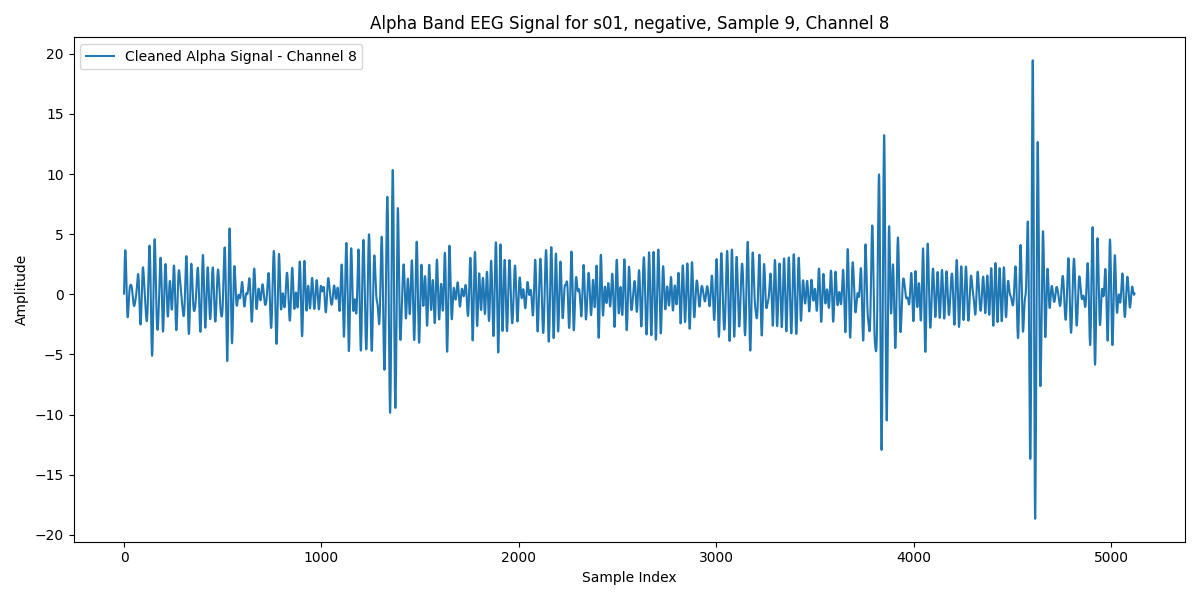 Alpha Band EEG Signal for s01, negative, Sample 9, Channel 8
Cleaned Alpha Signal - Channel 8
20
15
10
5
0
−5
−10
−15
−20
Amplitude
0 1000 2000 3000 4000 5000
Sample Index